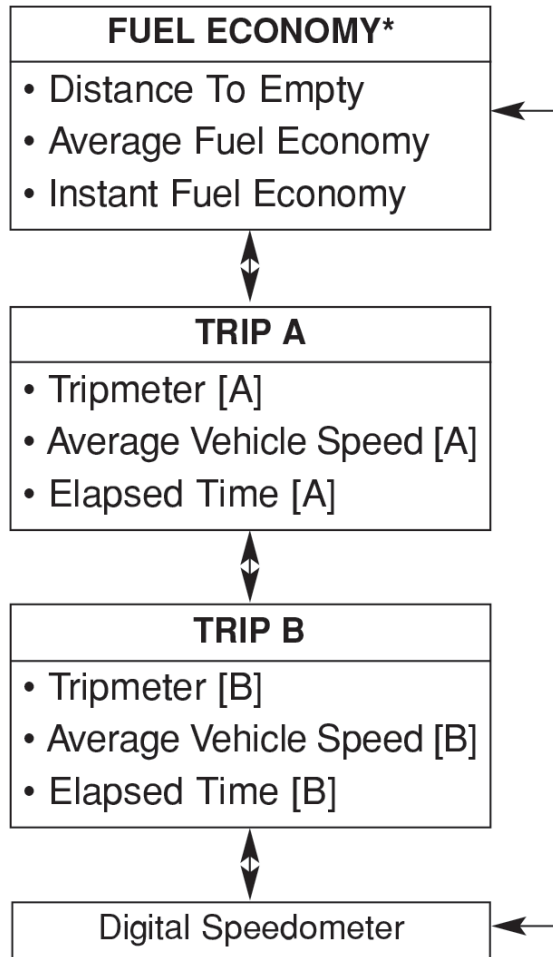 FUEL ECONOMY*
• Distance To Empty
• Average Fuel Economy
• Instant Fuel Economy
TRIP A
• Tripmeter [A]
• Average Vehicle Speed [A]
• Elapsed Time [A]
TRIP B
• Tripmeter [B]
• Average Vehicle Speed [B]
• Elapsed Time [B]
Digital Speedometer